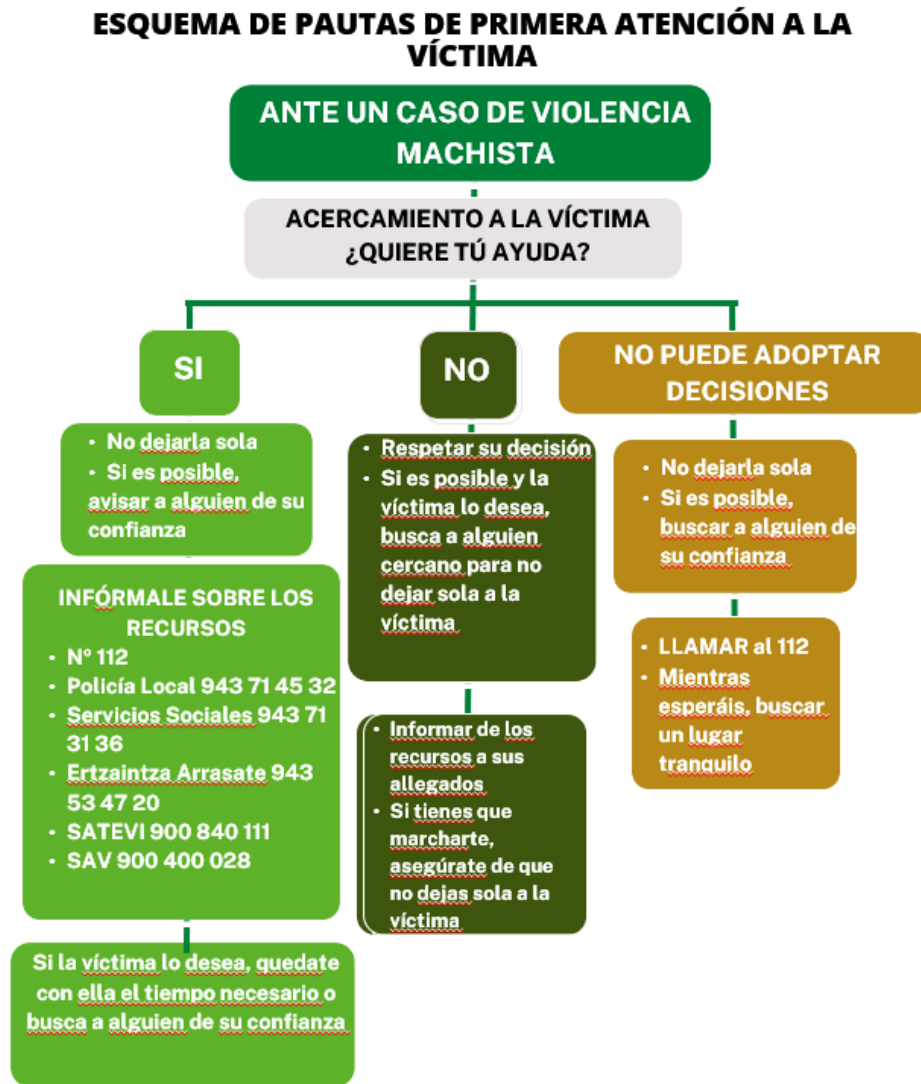 ESQUEMA DE PAUTAS DE PRIMERA ATENCIÓN A LA
VÍCTIMA
ANTE UN CASO DE VIOLENCIA
MACHISTA
ACERCAMIENTO A LA VÍCTIMA
¿QUIERE TÚ AYUDA?
SI
• No dejarla sola
• Si es posible,
avisar a alguien de su
confianza
INFÓRMALE SOBRE LOS
RECURSOS
• Nº 112
• Policía Local 943 71 45 32
• Servicios Sociales 943 71
31 36
• Ertzaintza Arrasate 943
53 47 20
• SATEVI 900 840 111
• SAV 900 400 028
Si la víctima lo desea, quedate
con ella el tiempo necesario o
busca a alguien de su confianza
NO
• Respetar su decisión
• Si es posible y la
víctima lo desea,
busca a alguien
cercano para no
dejar sola a la
víctima
• Informar de los
recursos a sus
allegados
• Si tienes que
marcharte,
asegúrate de que
no dejas sola a la
víctima
NO PUEDE ADOPTAR
DECISIONES
• No dejarla sola
• Si es posible,
buscar a alguien de
su confianza
• LLAMAR al 112
• Mientras
esperáis, buscar
un lugar
tranquilo